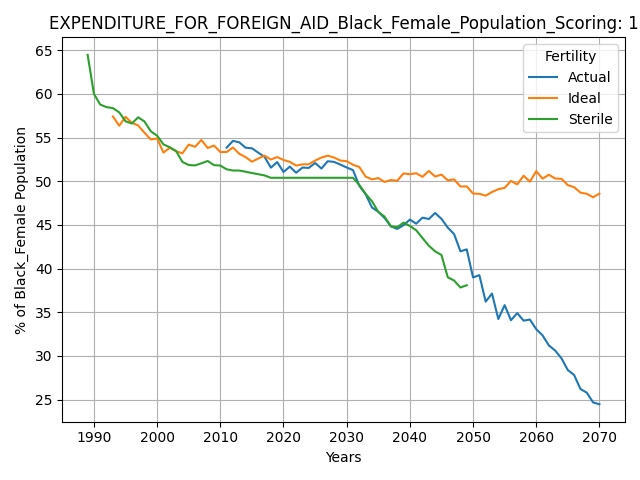 EXPENDITURE_FOR_FOREIGN_AID_Black_Female_Population_Scoring: 1
Fertility
Actual
Ideal
Sterile
% of Black_Female Population
65
60
55
50
45
40
35
30
25
1990 2000 2010 2020 2030 2040 2050 2060 2070
Years